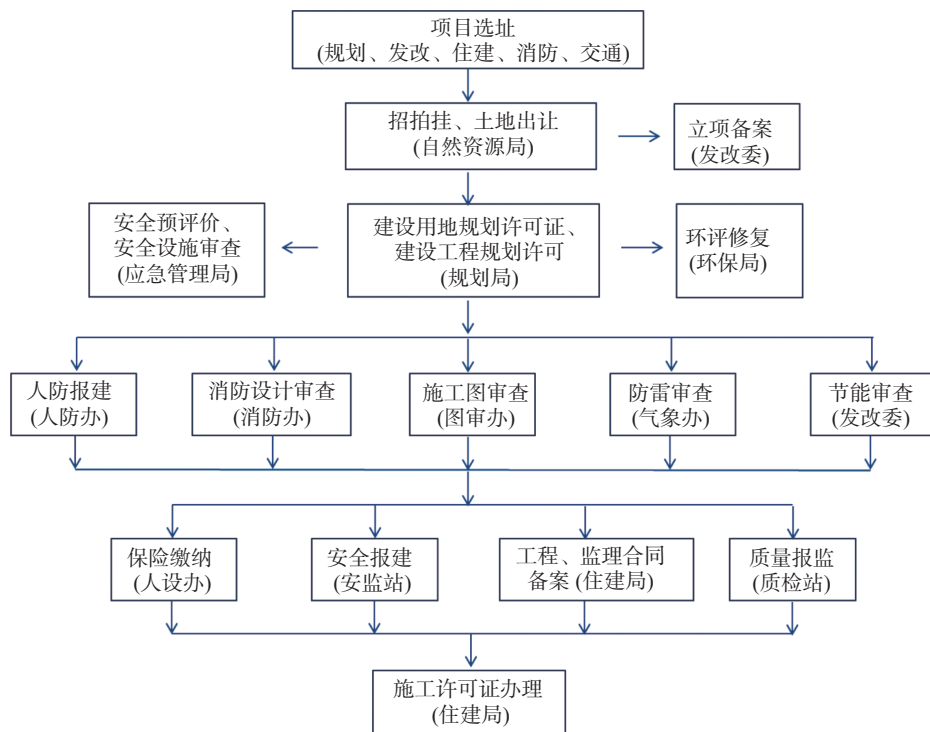 项目选址
(规划、发改、住建、消防、交通)
招拍挂、土地出让
(自然资源局)
立项备案
(发改委)
安全预评价、
安全设施审查
(应急管理局)
建设用地规划许可证、
建设工程规划许可
(规划局)
环评修复
(环保局)
人防报建
(人防办)
消防设计审查
(消防办)
施工图审查
(图审办)
防雷审查
(气象办)
节能审查
(发改委)
保险缴纳
(人设办)
安全报建
(安监站)
工程、监理合同
备案 (住建局)
质量报监
(质检站)
施工许可证办理
(住建局)